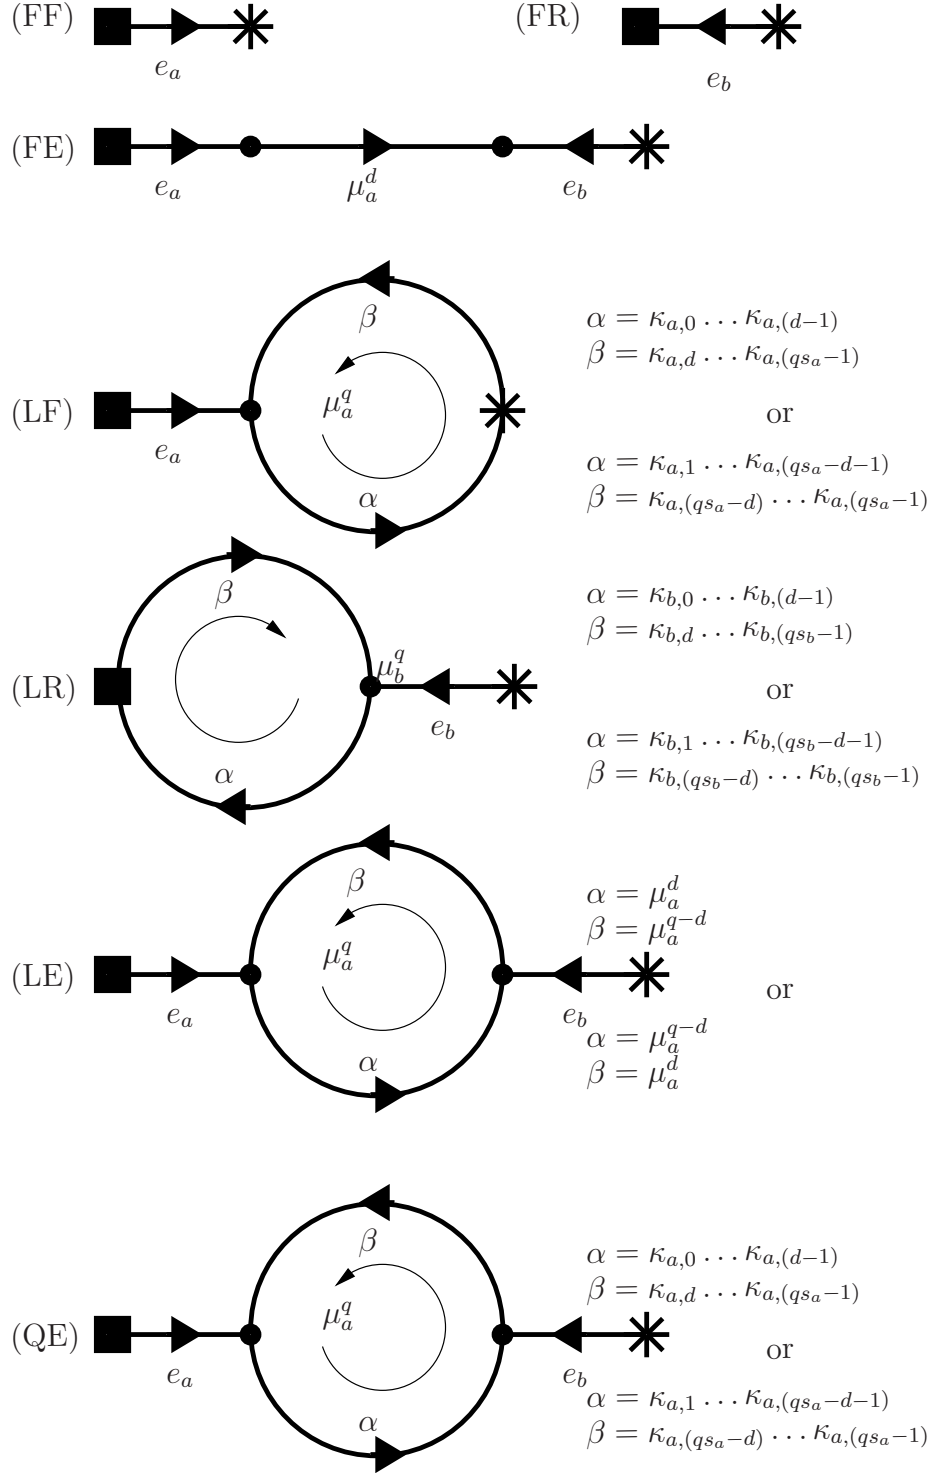 (FF) e_a (FR) e_b
(FE) e_a μ_a^d e_b
(LF) e_a β μ_a^q α
α = κ_{a,0} … κ_{a,(d−1)}
β = κ_{a,d} … κ_{a,(qs_a−1)}
or
α = κ_{a,1} … κ_{a,(qs_a−d−1)}
β = κ_{a,(qs_a−d)} … κ_{a,(qs_a−1)}
(LR) β α μ_b^q e_b
α = κ_{b,0} … κ_{b,(d−1)}
β = κ_{b,d} … κ_{b,(qs_b−1)}
or
α = κ_{b,1} … κ_{b,(qs_b−d−1)}
β = κ_{b,(qs_b−d)} … κ_{b,(qs_b−1)}
(LE) e_a β μ_a^q α e_b
α = μ_a^d
β = μ_a^{q−d}
or
α = μ_a^{q−d}
β = μ_a^d
(QE) e_a β μ_a^q α e_b
α = κ_{a,0} … κ_{a,(d−1)}
β = κ_{a,d} … κ_{a,(qs_a−1)}
or
α = κ_{a,1} … κ_{a,(qs_a−d−1)}
β = κ_{a,(qs_a−d)} … κ_{a,(qs_a−1)}